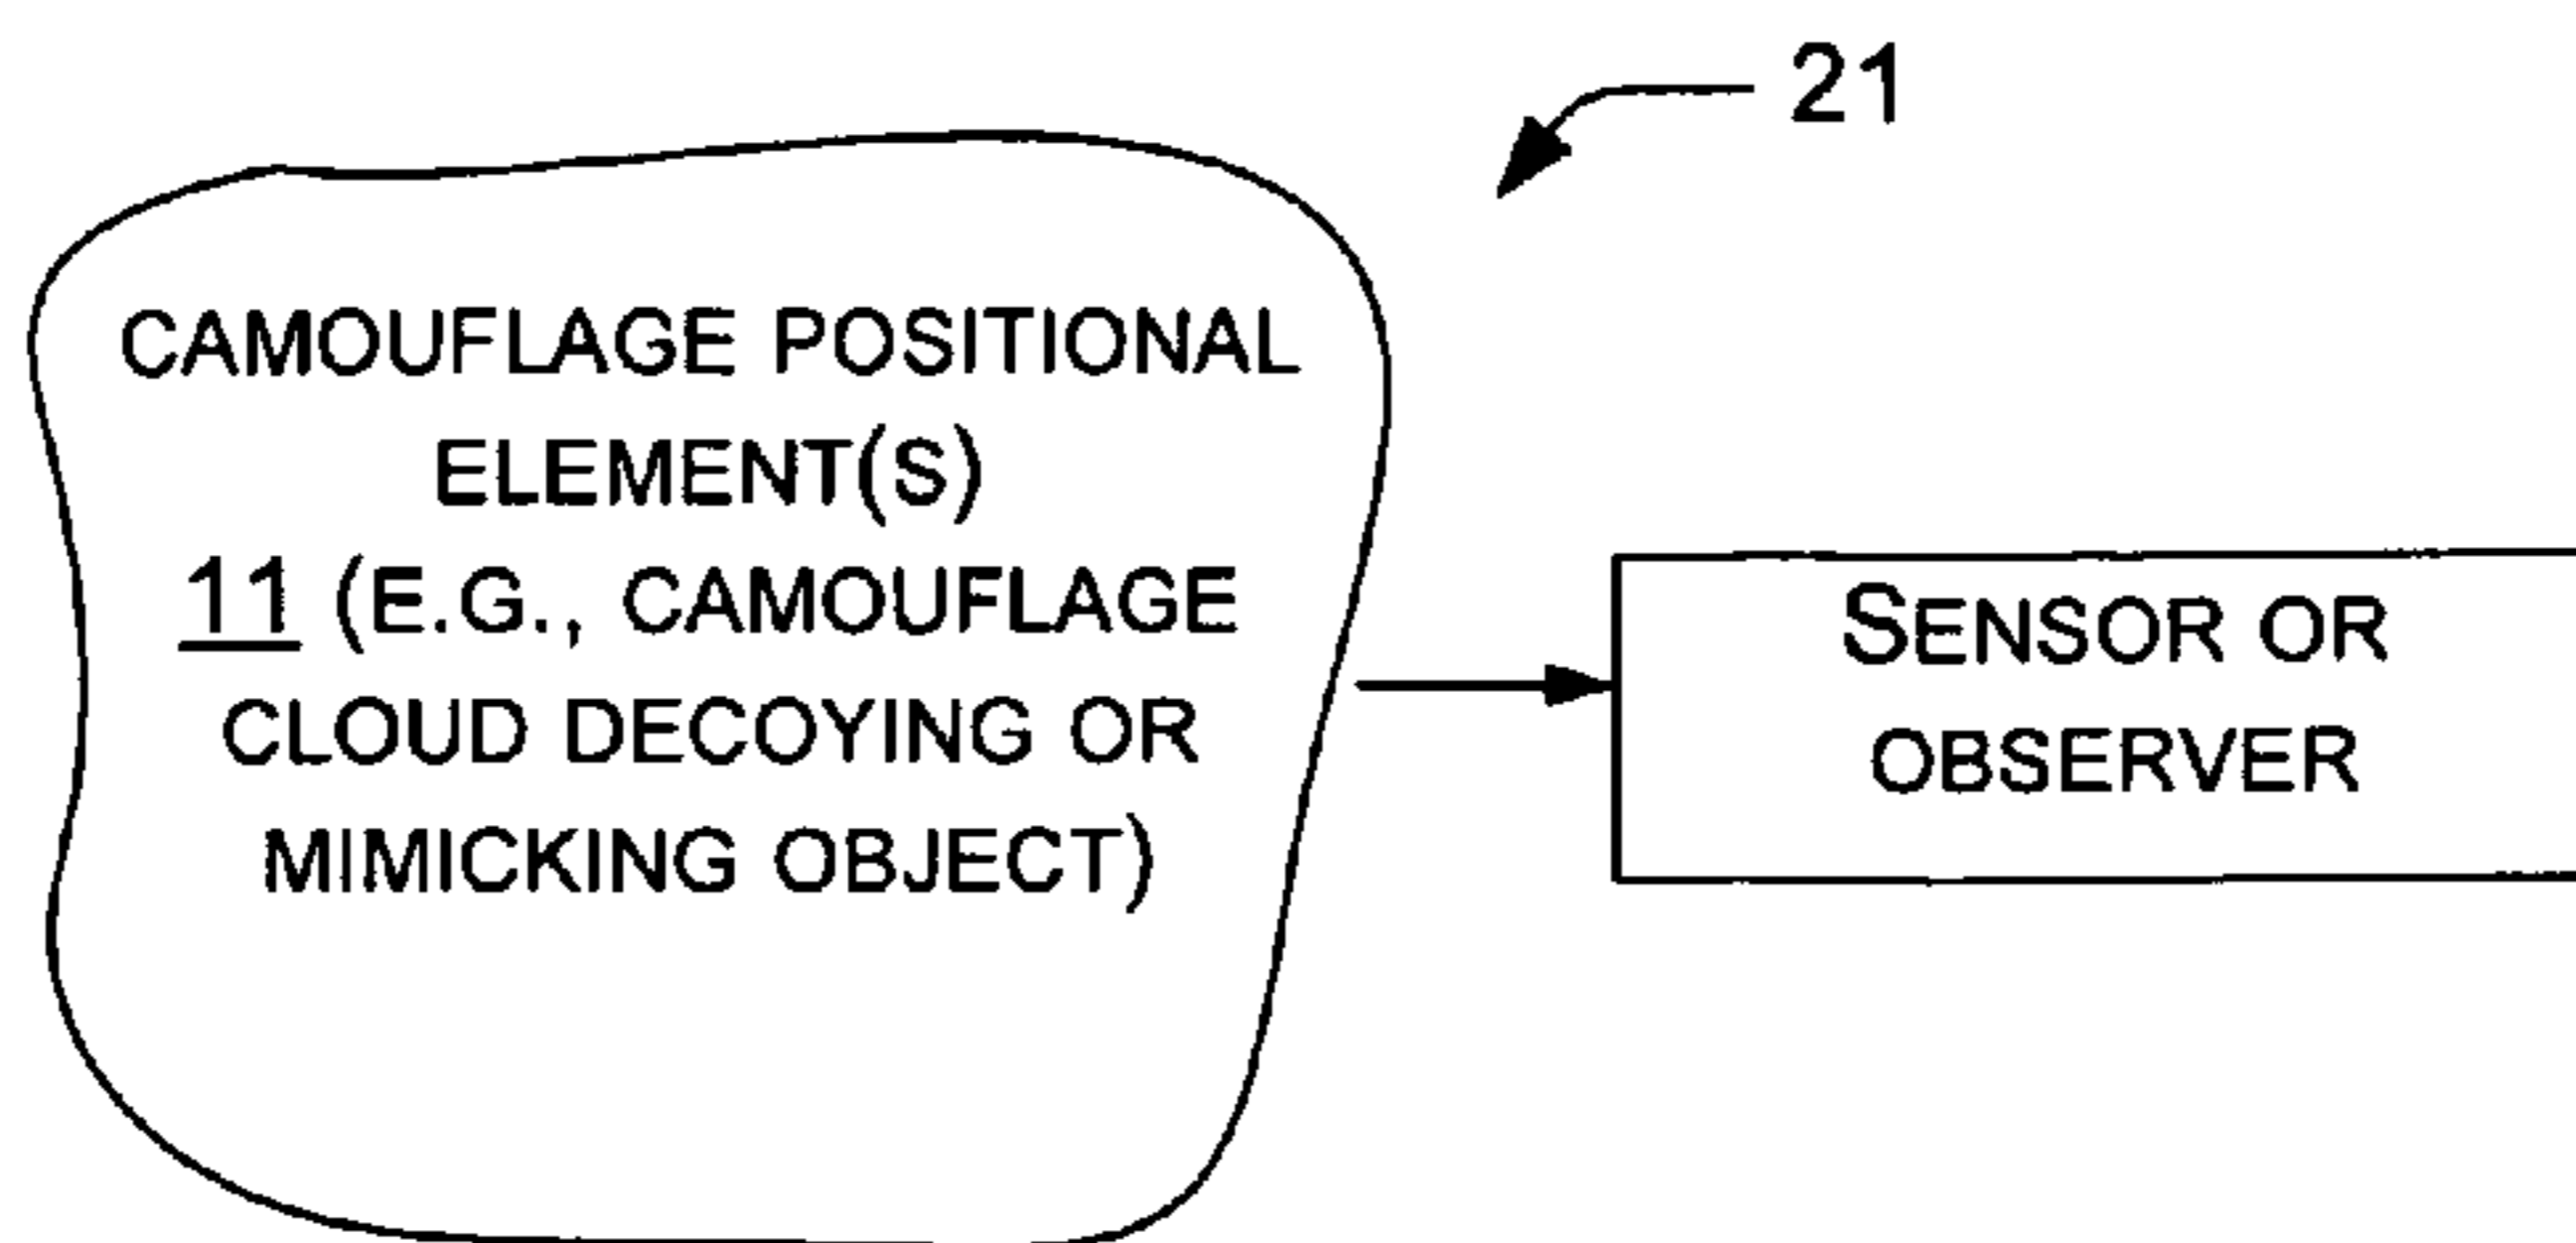 21
CAMOUFLAGE POSITIONAL
ELEMENT(S)
11 (E.G., CAMOUFLAGE
CLOUD DECOYING OR
MIMICKING OBJECT)
SENSOR OR
OBSERVER